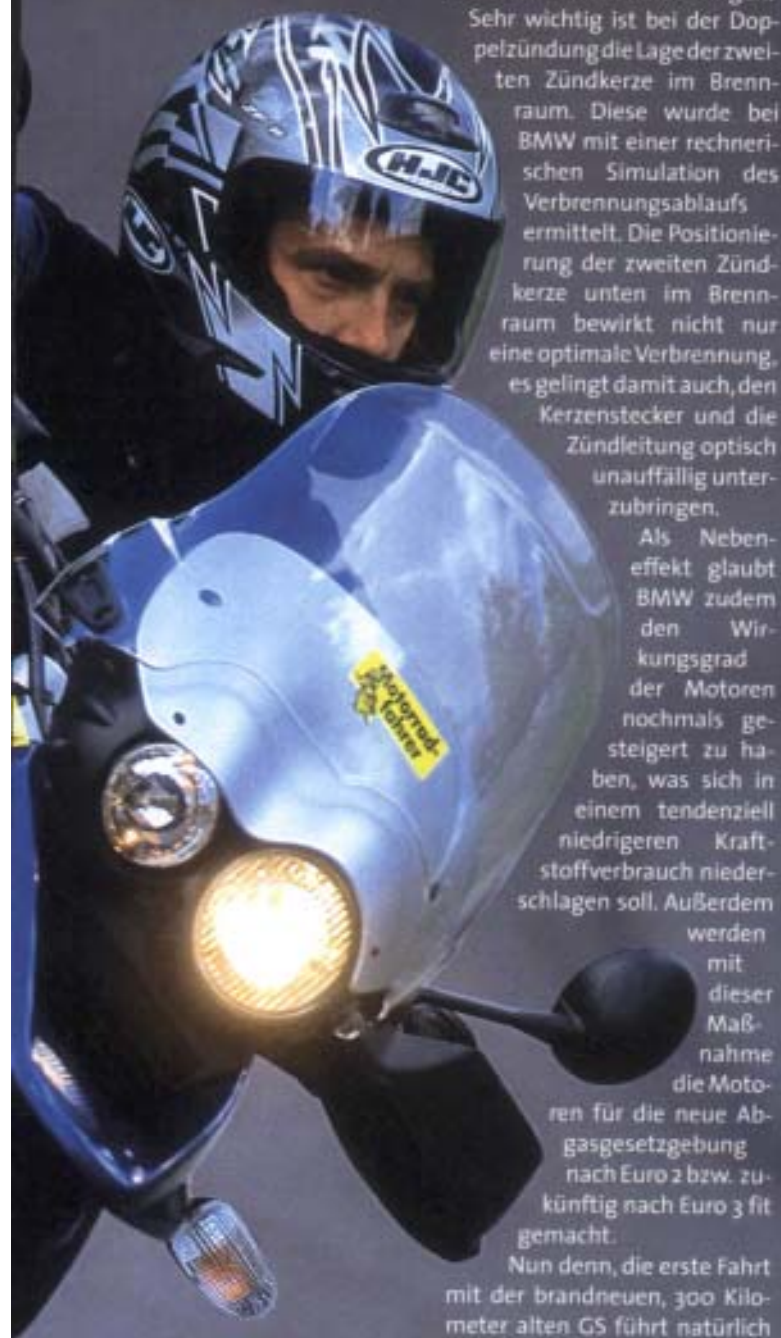 Sehr wichtig ist bei der Dop-
pelzündung die Lage der zwei-
ten Zündkerze im Brenn-
raum. Diese wurde bei
BMW mit einer rechneri-
schen Simulation des
Verbrennungsablaufs
ermittelt. Die Positionie-
rung der zweiten Zünd-
kerze unten im Brenn-
raum bewirkt nicht nur
eine optimale Verbrennung,
es gelingt damit auch, den
Kerzenstecker und die
Zündleitung optisch
unauffällig unter-
zubringen.
Als Neben-
effekt glaubt
BMW zudem
den Wir-
kungsgrad
der Motoren
nochmals ge-
steigert zu ha-
ben, was sich in
einem tendenziell
niedrigeren Kraft-
stoffverbrauch nieder-
schlagen soll. Außerdem
werden
mit
dieser
Maß-
nahme
die Moto-
ren für die neue Ab-
gasgesetzgebung
nach Euro 2 bzw. zu-
künftig nach Euro 3 fit
gemacht.
Nun denn, die erste Fahrt
mit der brandneuen, 300 Kilo-
meter alten GS führt natürlich
HJC
HJC
Motorrad-
fahrer